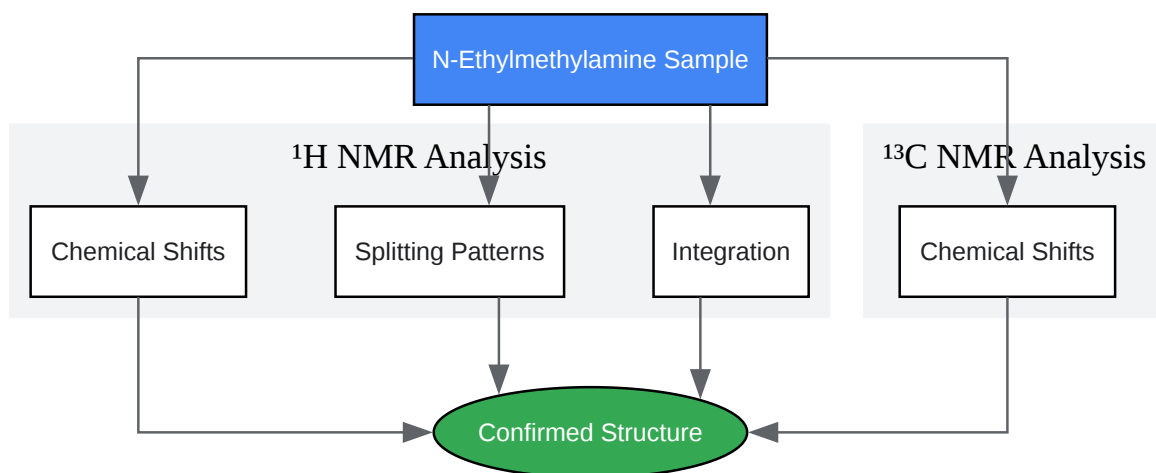 N-Ethylmethylamine Sample
¹H NMR Analysis
¹³C NMR Analysis
Chemical Shifts
Splitting Patterns
Integration
Chemical Shifts
Confirmed Structure